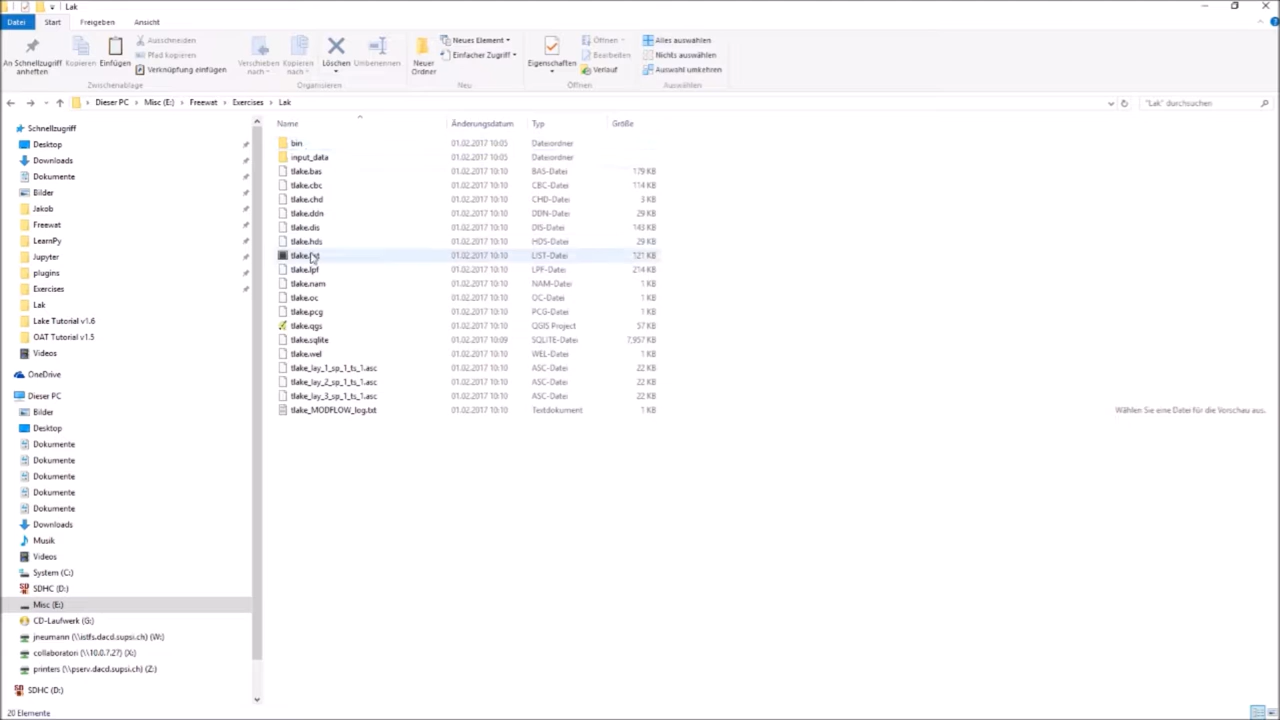 Lak
Datei Start Freigeben Ansicht
An Schnellzugriff anheften
Kopieren
Einfügen
Ausschneiden
Pfad kopieren
Verknüpfung einfügen
Zwischenablage
Verschieben nach
Kopieren nach
Löschen
Umbenennen
Organisieren
Neuer Ordner
Neues Element
Einfacher Zugriff
Neu
Eigenschaften
Öffnen
Bearbeiten
Verlauf
Öffnen
Alles auswählen
Nichts auswählen
Auswahl umkehren
Auswählen
Dieser PC Misc (E:) Freewat Exercises Lak
"Lak" durchsuchen
Schnellzugriff
Desktop
Downloads
Dokumente
Bilder
Jakob
Freewat
LearnPy
Jupyter
plugins
Exercises
Lak
Lake Tutorial v1.6
OAT Tutorial v1.5
Videos
OneDrive
Dieser PC
Bilder
Desktop
Dokumente
Dokumente
Dokumente
Dokumente
Dokumente
Downloads
Musik
Videos
System (C:)
SDHC (D:)
Misc (E:)
CD-Laufwerk (G:)
jneumann (\\istfs.dacd.supsi.ch) (W:)
collaboratori (\\10.0.7.27) (X:)
printers (\\pserv.dacd.supsi.ch) (Z:)
SDHC (D:)
Name Änderungsdatum Typ Größe
bin 01.02.2017 10:05 Dateiordner
input_data 01.02.2017 10:05 Dateiordner
tlake.bas 01.02.2017 10:10 BAS-Datei 179 KB
tlake.cbc 01.02.2017 10:10 CBC-Datei 114 KB
tlake.chd 01.02.2017 10:10 CHD-Datei 3 KB
tlake.ddn 01.02.2017 10:10 DDN-Datei 29 KB
tlake.dis 01.02.2017 10:10 DIS-Datei 143 KB
tlake.hds 01.02.2017 10:10 HDS-Datei 29 KB
01.02.2017 10:10 LIST-Datei 121 KB
tlake.lpf 01.02.2017 10:10 LPF-Datei 214 KB
tlake.nam 01.02.2017 10:10 NAM-Datei 1 KB
tlake.oc 01.02.2017 10:10 OC-Datei 1 KB
tlake.pcg 01.02.2017 10:10 PCG-Datei 1 KB
tlake.qgs 01.02.2017 10:10 QGIS Project 57 KB
tlake.sqlite 01.02.2017 10:09 SQLITE-Datei 7,957 KB
tlake.wel 01.02.2017 10:10 WEL-Datei 1 KB
tlake_lay_1_sp_1_ts_1.asc 01.02.2017 10:10 ASC-Datei 22 KB
tlake_lay_2_sp_1_ts_1.asc 01.02.2017 10:10 ASC-Datei 22 KB
tlake_lay_3_sp_1_ts_1.asc 01.02.2017 10:10 ASC-Datei 22 KB
tlake_MODFLOW_log.txt 01.02.2017 10:10 Textdokument 1 KB
Wählen Sie eine Datei für die Vorschau aus.
20 Elemente